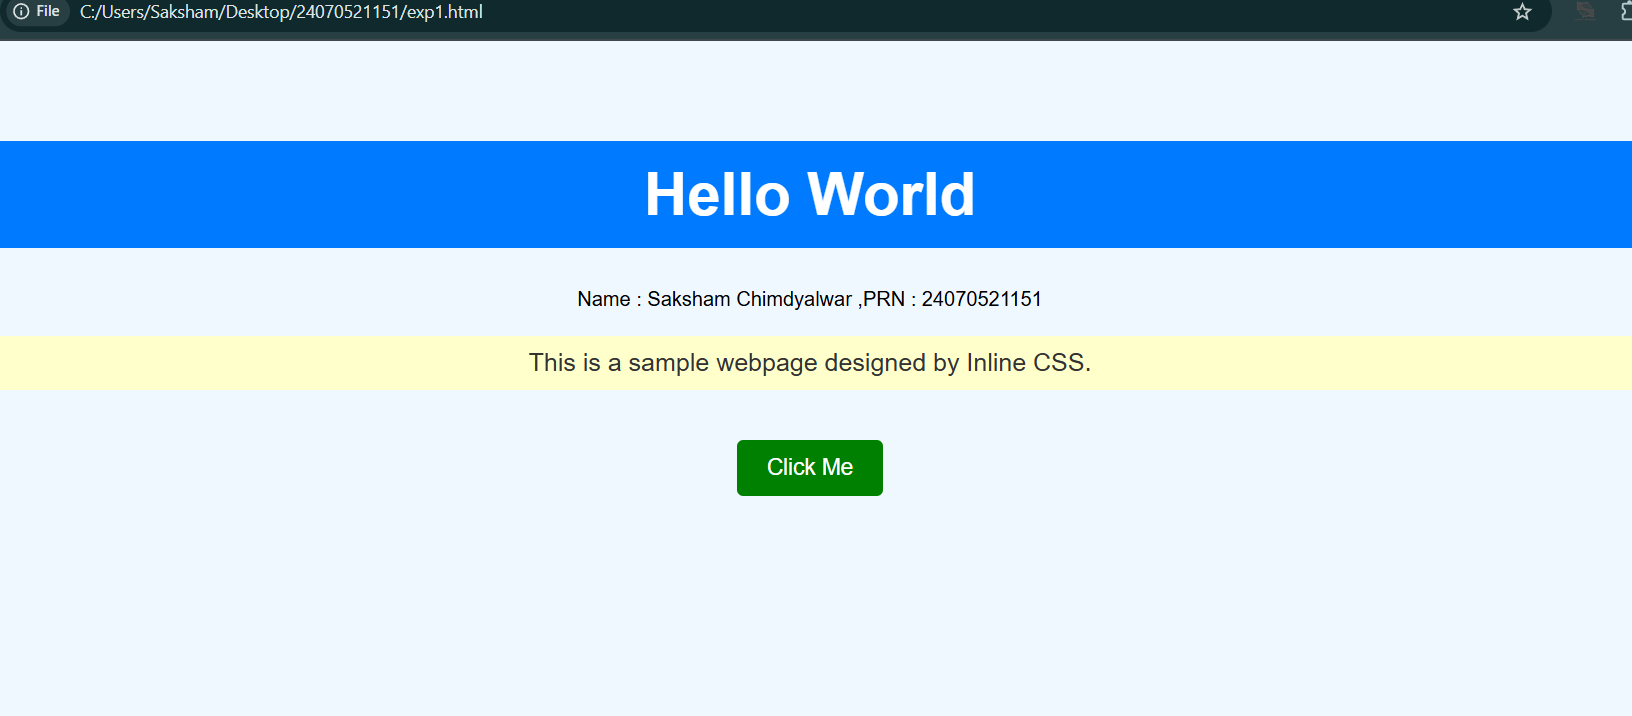 File C:/Users/Saksham/Desktop/24070521151/exp1.html
Hello World
Name : Saksham Chimdyalwar ,PRN : 24070521151
This is a sample webpage designed by Inline CSS.
Click Me